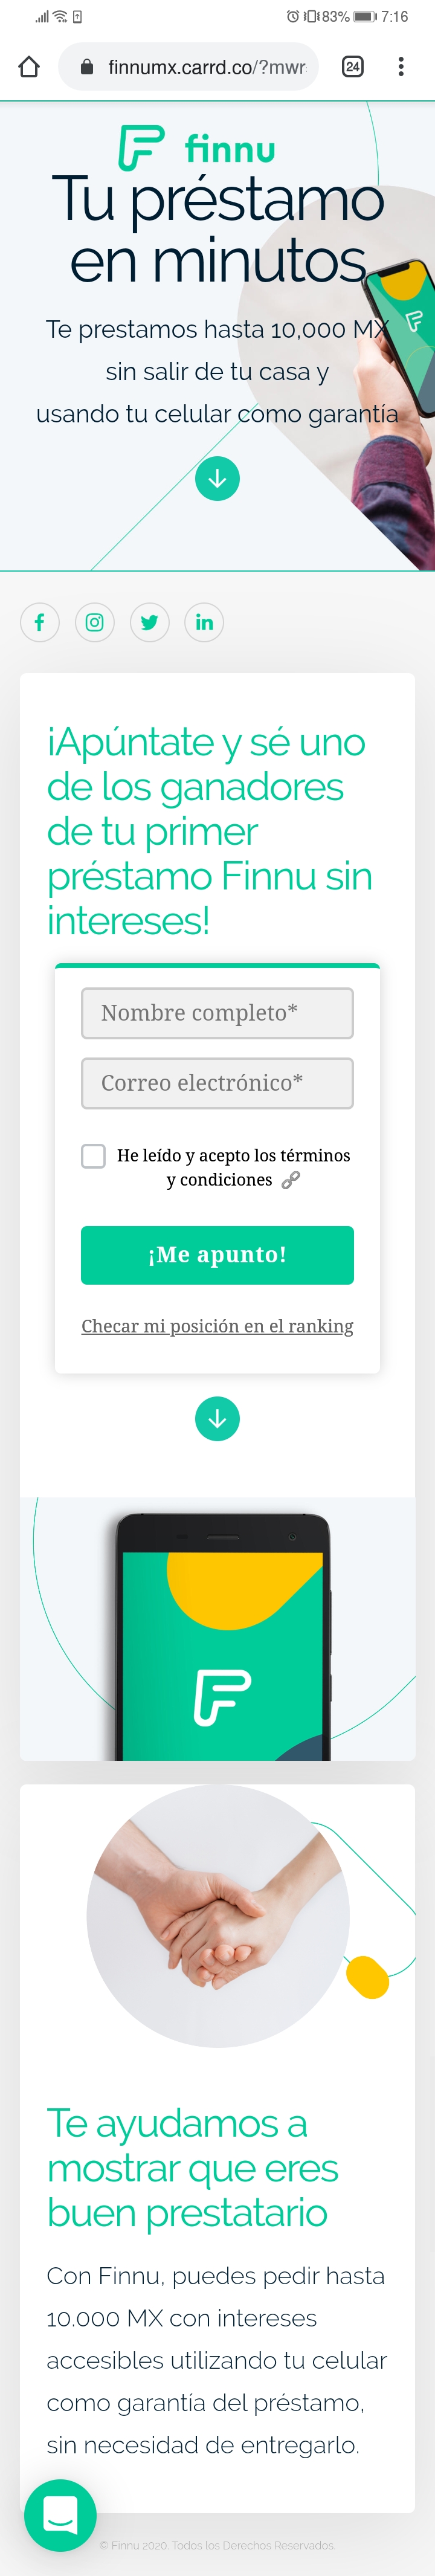 83% 7:16
finnumx.carrd.co/?mwr
24
finnu
Tu préstamo
en minutos
Te prestamos hasta 10,000 MX
sin salir de tu casa y
usando tu celular como garantía
¡Apúntate y sé uno
de los ganadores
de tu primer
préstamo Finnu sin
intereses!
Nombre completo*
Correo electrónico*
He leído y acepto los términos
y condiciones
¡Me apunto!
Checar mi posición en el ranking
Te ayudamos a
mostrar que eres
buen prestatario
Con Finnu, puedes pedir hasta
10.000 MX con intereses
accesibles utilizando tu celular
como garantía del préstamo,
sin necesidad de entregarlo.
© Finnu 2020. Todos los Derechos Reservados.